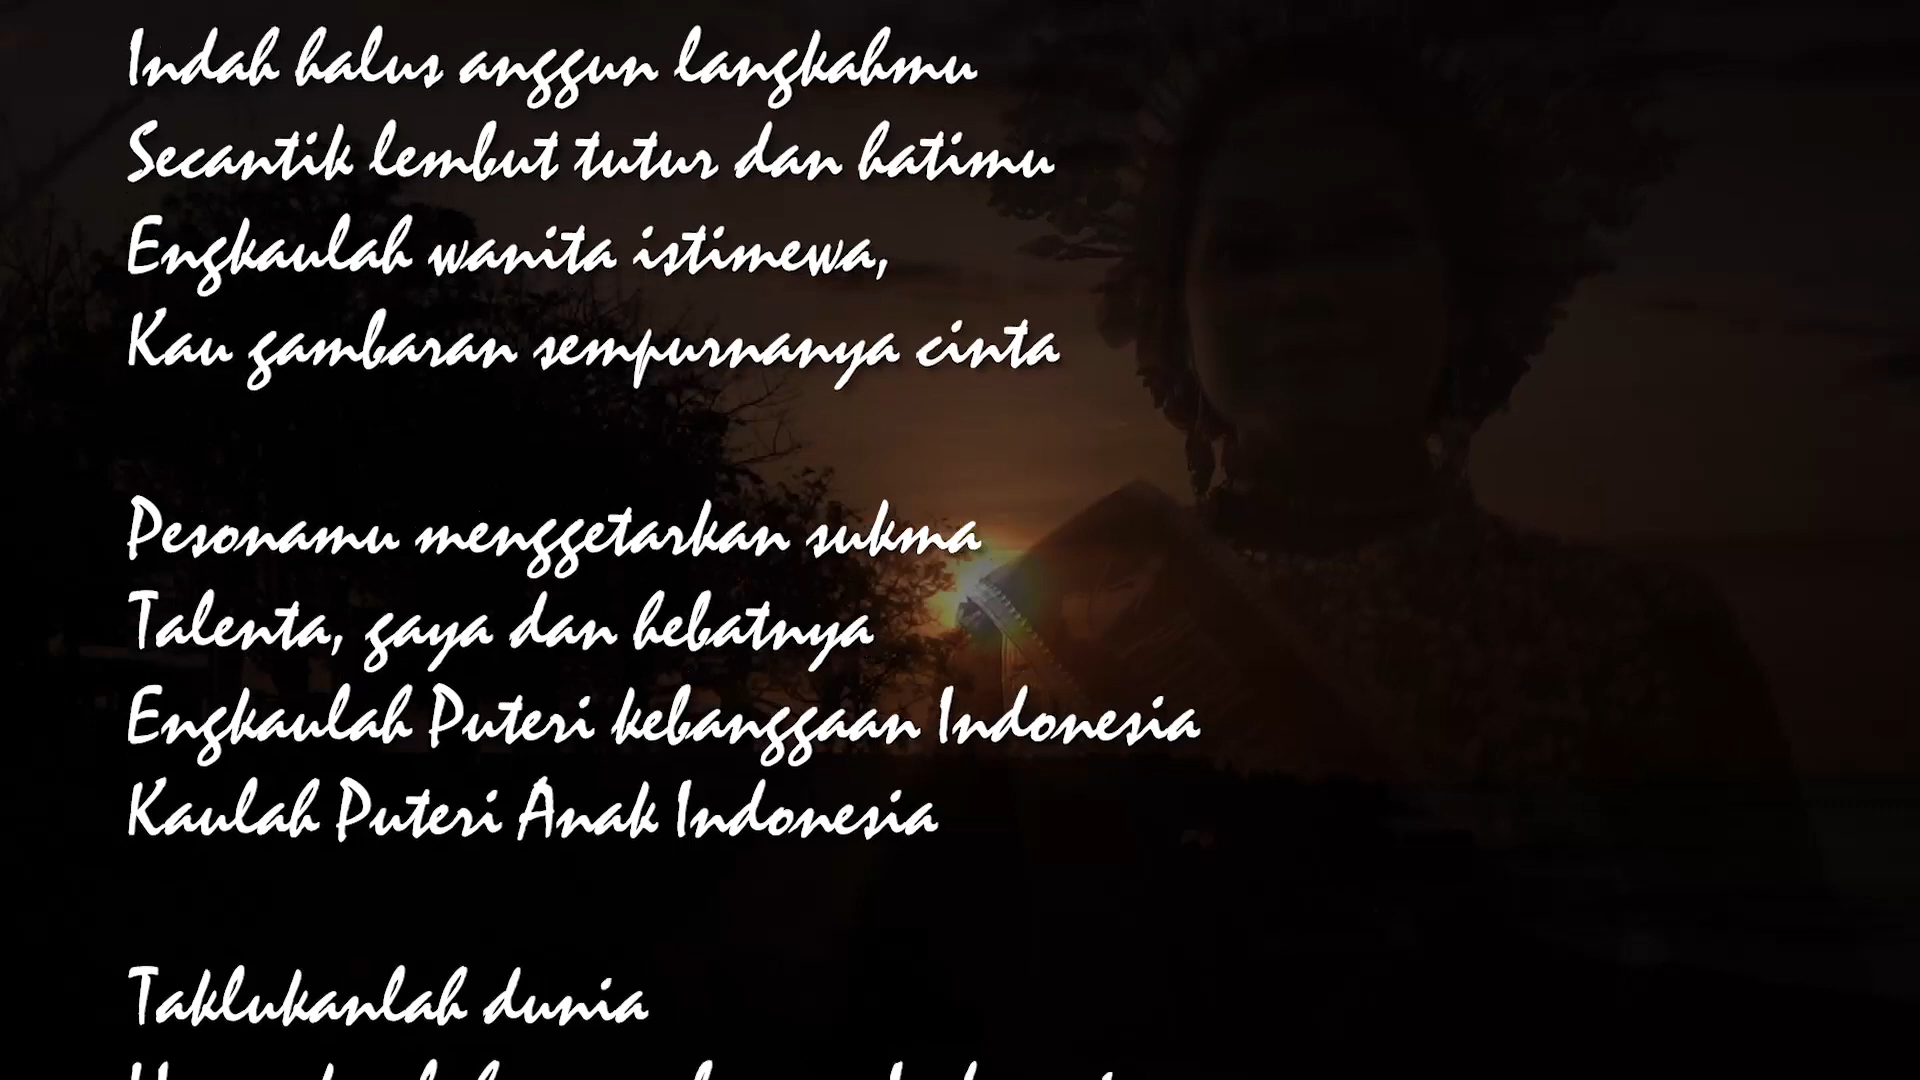 Indah halus anggun langkahmu
Secantik lembut tutur dan hatimu
Engkaulah wanita istimewa,
Kau gambaran sempurnanya cinta
Pesonamu menggetarkan sukma
Talenta, gaya dan hebatnya
Engkaulah Puteri kebanggaan Indonesia
Kaulah Puteri Anak Indonesia
Taklukanlah dunia